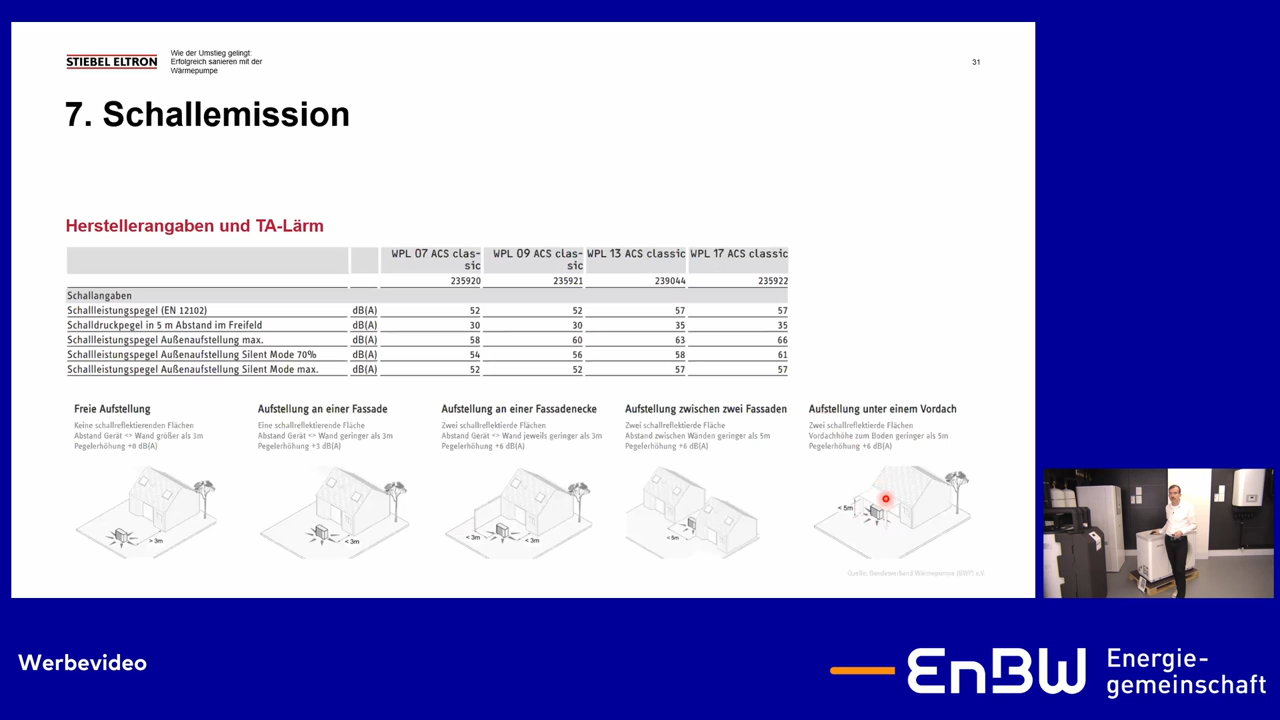 STIEBEL ELTRON
Wie der Umstieg gelingt:
Erfolgreich sanieren mit der
Wärmepumpe
31
7. Schallemission
Herstellerangaben und TA-Lärm
WPL 07 ACS clas-
sic
WPL 09 ACS clas-
sic
WPL 13 ACS classic
WPL 17 ACS classic
235920 235921 239044 235922
Schallangaben
Schallleistungspegel (EN 12102) dB(A) 52 52 57 57
Schalldruckpegel in 5 m Abstand im Freifeld dB(A) 30 30 35 35
Schallleistungspegel Außenaufstellung max. dB(A) 58 60 63 66
Schallleistungspegel Außenaufstellung Silent Mode 70% dB(A) 54 56 58 61
Schallleistungspegel Außenaufstellung Silent Mode max. dB(A) 52 52 57 57
Freie Aufstellung
Keine schallreflektierenden Flächen
Abstand Gerät <> Wand größer als 3m
Pegelerhöhung +0 dB(A)
> 3m
Aufstellung an einer Fassade
Eine schallreflektierende Fläche
Abstand Gerät <> Wand geringer als 3m
Pegelerhöhung +3 dB(A)
< 3m
Aufstellung an einer Fassadenecke
Zwei schallreflektierte Flächen
Abstand Gerät <> Wand jeweils geringer als 3m
Pegelerhöhung +6 dB(A)
< 3m < 3m
Aufstellung zwischen zwei Fassaden
Zwei schallreflektierte Fläche
Abstand zwischen Wänden geringer als 5m
Pegelerhöhung +6 dB(A)
< 5m
Aufstellung unter einem Vordach
Zwei schallreflektierte Flächen
Vordachhöhe zum Boden geringer als 5m
Pegelerhöhung +6 dB(A)
< 5m
Quelle: Bundesverband Wärmepumpe (BWP) e.V.
Werbevideo
EnBW
Energie-
gemeinschaft